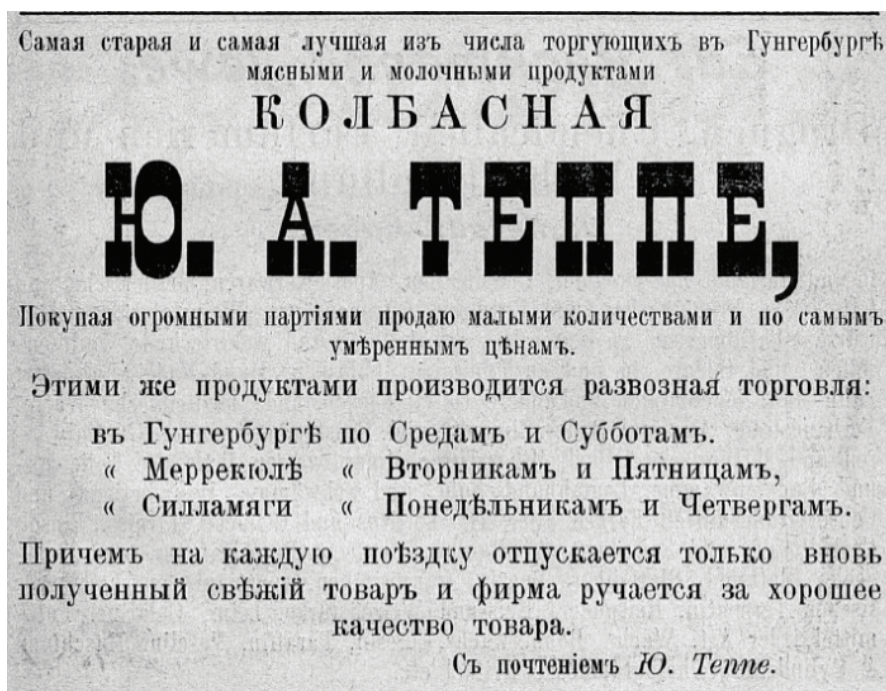 Самая старая и самая лучшая изъ числа торгующихъ въ Гунгербургѣ
мясными и молочными продуктами
КОЛБАСНАЯ
Ю. А. ТЕППЕ,
Покупая огромными партіями продаю малыми количествами и по самымъ
умѣреннымъ цѣнамъ.
Этими же продуктами производится развозная торговля:
въ Гунгербургѣ по Средамъ и Субботамъ.
“ Меррекюлѣ “ Вторникамъ и Пятницамъ,
“ Силламяги “ Понедѣльникамъ и Четвергамъ.
Причемъ на каждую поѣздку отпускается только вновь
полученный свѣжій товаръ и фирма ручается за хорошее
качество товара.
Съ почтеніемъ Ю. Теппе.